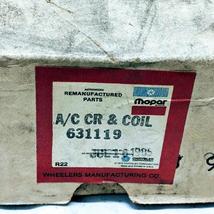 AUTHORIZED
REMANUFACTURED
PARTS
Mopar
A/C CR & COIL
631119
R22
WHEELERS MANUFACTURING CO.